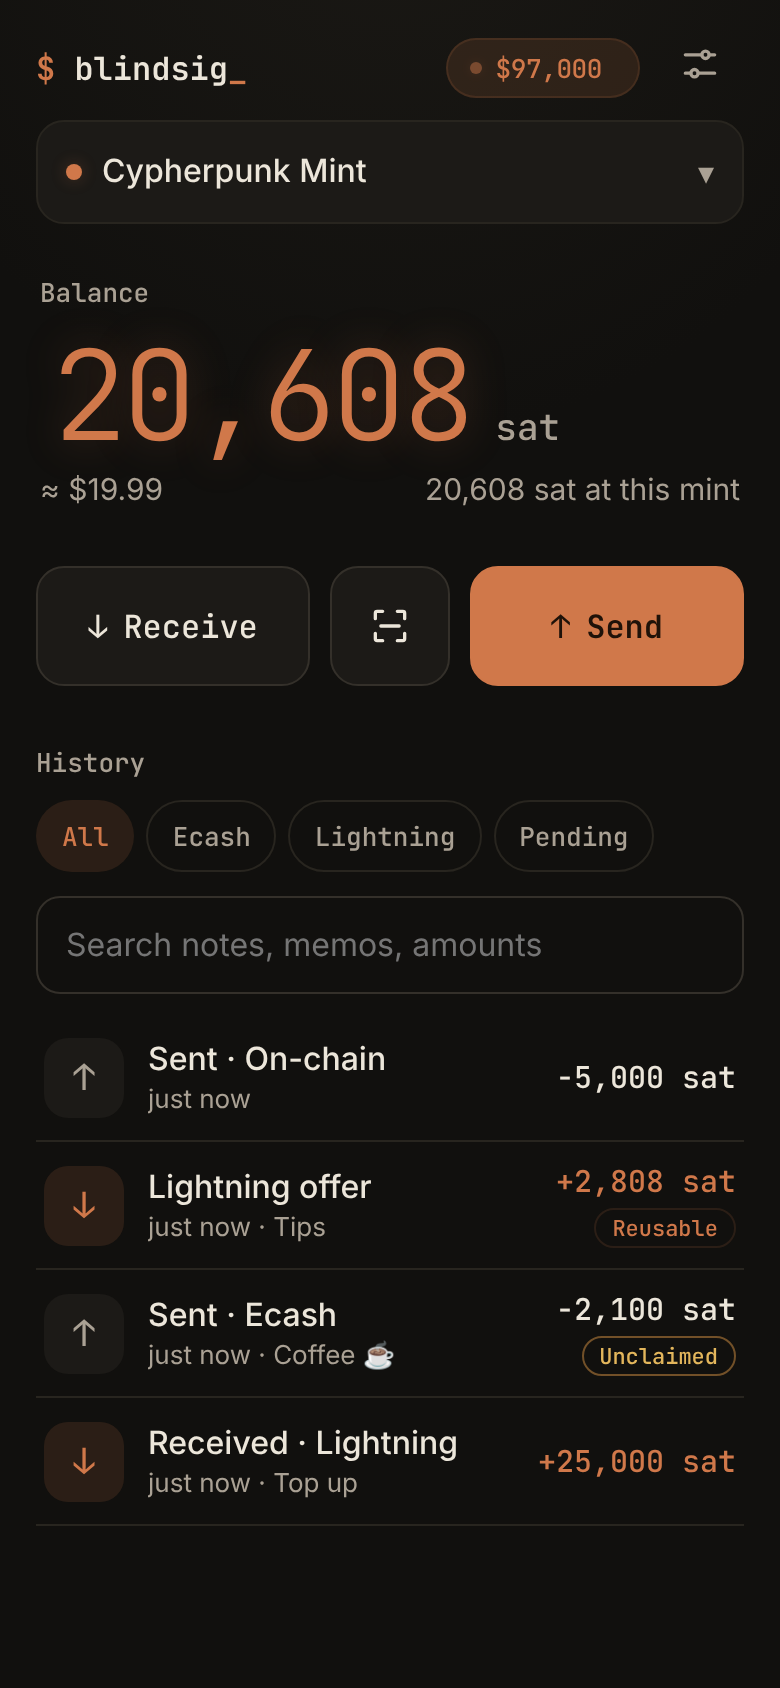 $ blindsig_
$97,000
Cypherpunk Mint ▼
Balance
20,608 sat
≈ $19.99
20,608 sat at this mint
↓ Receive
↑ Send
History
All
Ecash
Lightning
Pending
Search notes, memos, amounts
↑ Sent · On-chain
-5,000 sat
just now
↓ Lightning offer
+2,808 sat
just now · Tips
Reusable
↑ Sent · Ecash
-2,100 sat
just now · Coffee ☕
Unclaimed
↓ Received · Lightning
+25,000 sat
just now · Top up